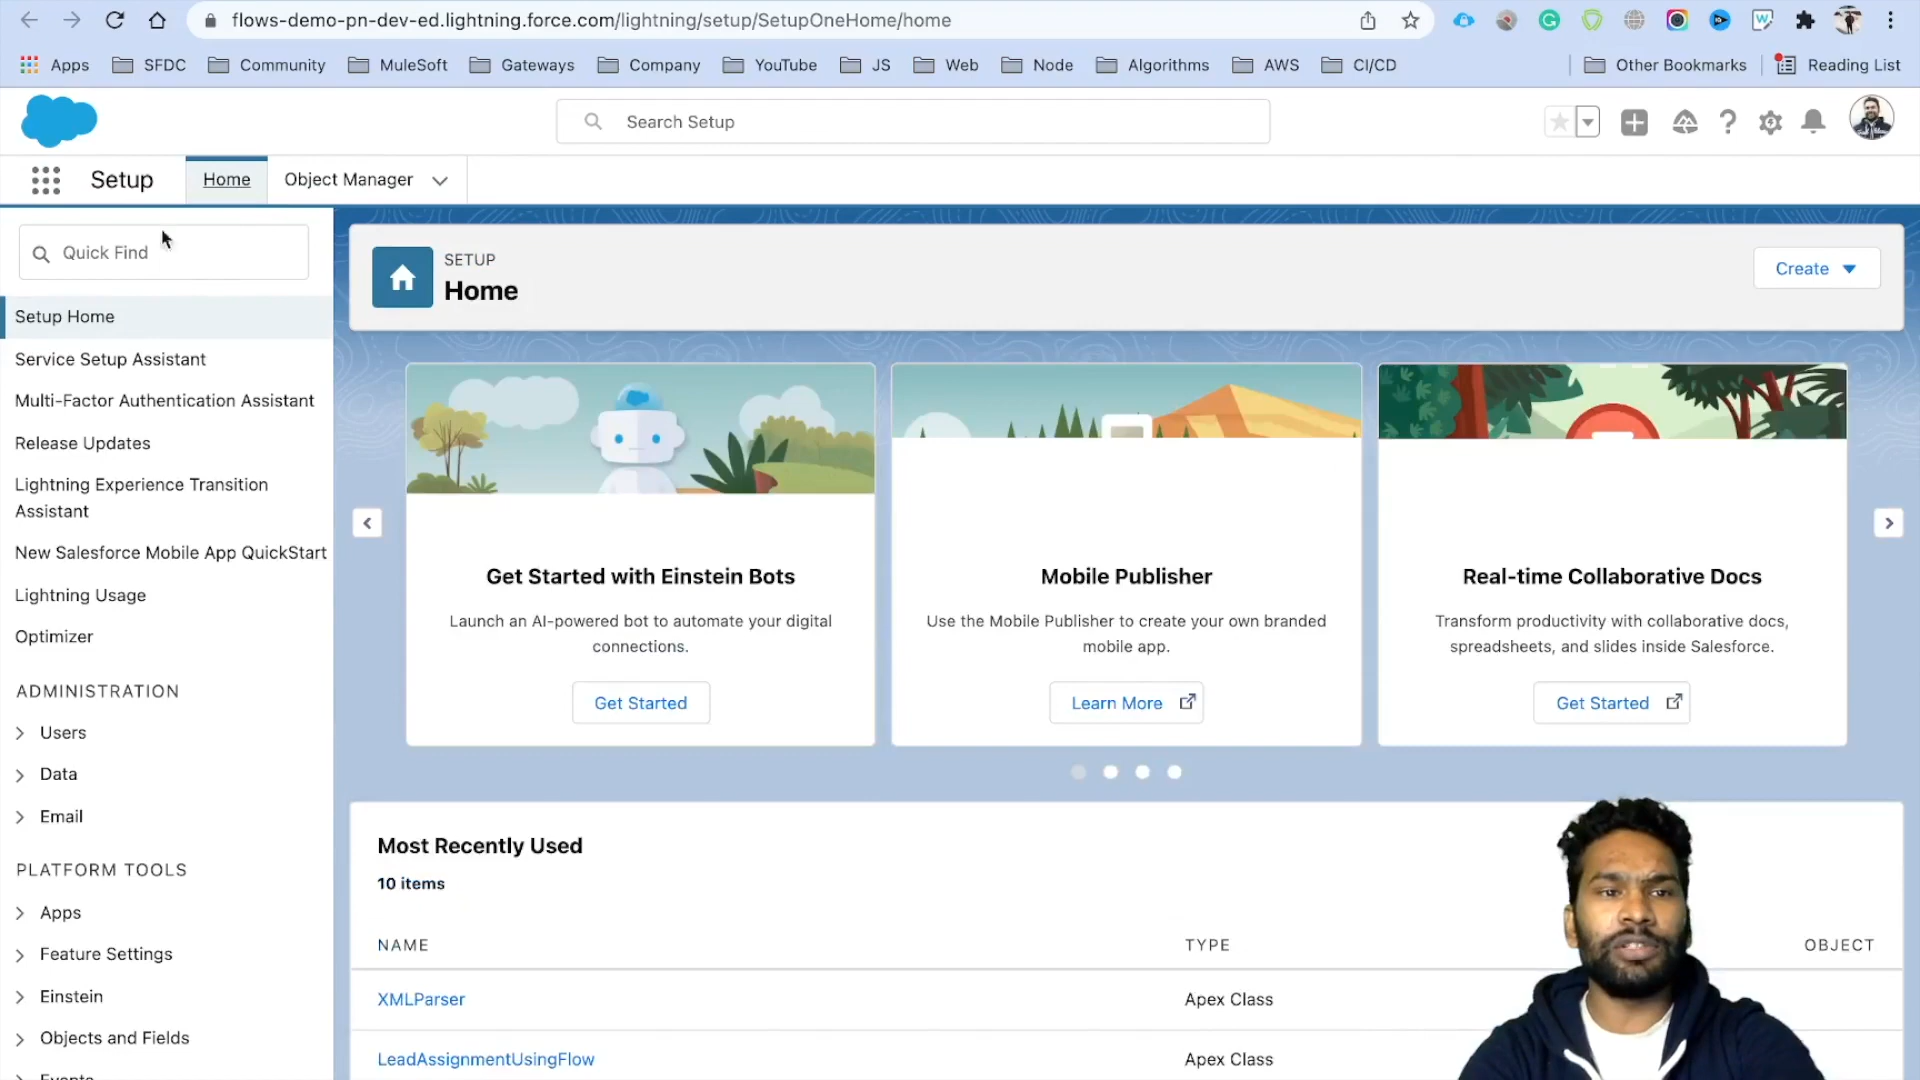 flows-demo-pn-dev-ed.lightning.force.com/lightning/setup/SetupOneHome/home
Apps
SFDC
Community
MuleSoft
Gateways
Company
YouTube
JS
Web
Node
Algorithms
AWS
CI/CD
Other Bookmarks
Reading List
Search Setup
Setup
Home
Object Manager
Quick Find
Setup Home
Service Setup Assistant
Multi-Factor Authentication Assistant
Release Updates
Lightning Experience Transition
Assistant
New Salesforce Mobile App QuickStart
Lightning Usage
Optimizer
ADMINISTRATION
Users
Data
Email
PLATFORM TOOLS
Apps
Feature Settings
Einstein
Objects and Fields
Events
SETUP
Home
Create
Get Started with Einstein Bots
Launch an AI-powered bot to automate your digital
connections.
Get Started
Mobile Publisher
Use the Mobile Publisher to create your own branded
mobile app.
Learn More
Real-time Collaborative Docs
Transform productivity with collaborative docs,
spreadsheets, and slides inside Salesforce.
Get Started
Most Recently Used
10 items
NAME
TYPE
OBJECT
XMLParser
Apex Class
LeadAssignmentUsingFlow
Apex Class